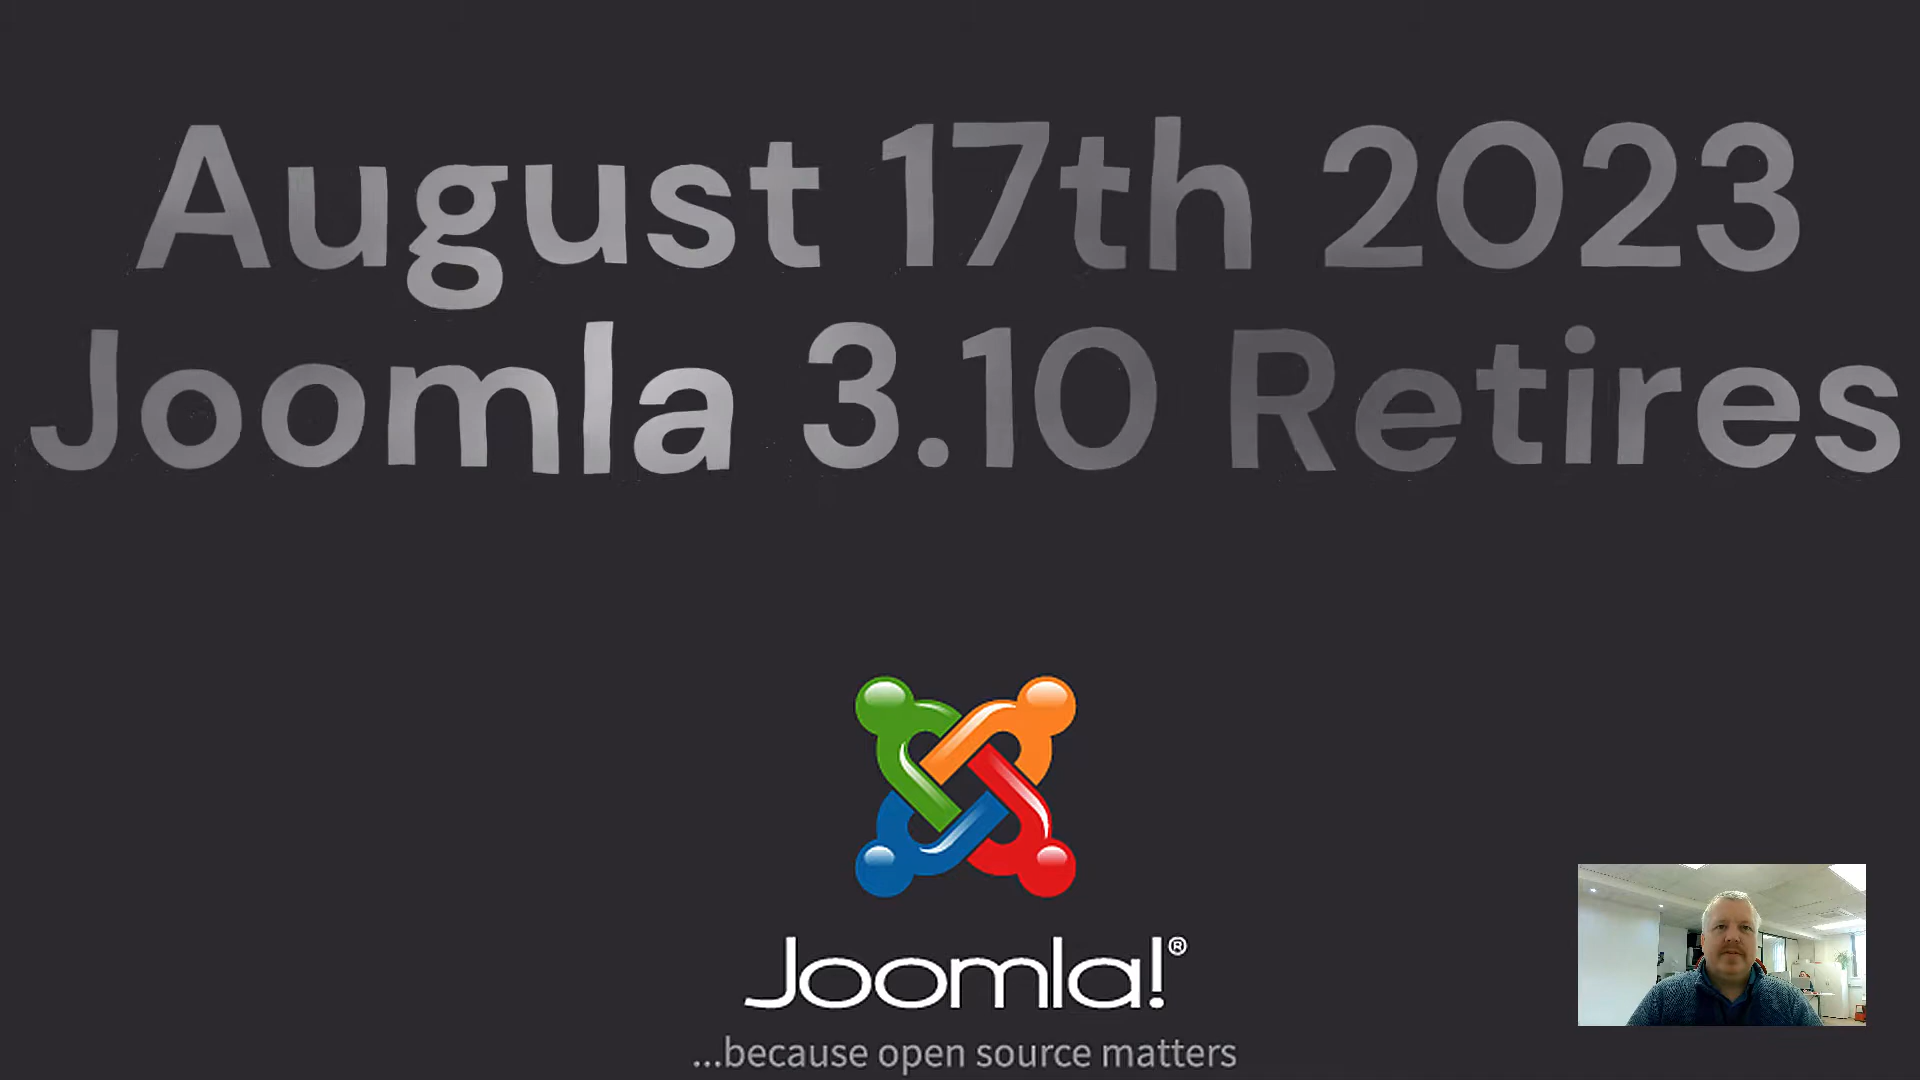 August 17th 2023
Joomla 3.10 Retires
Joomla!®
...because open source matters